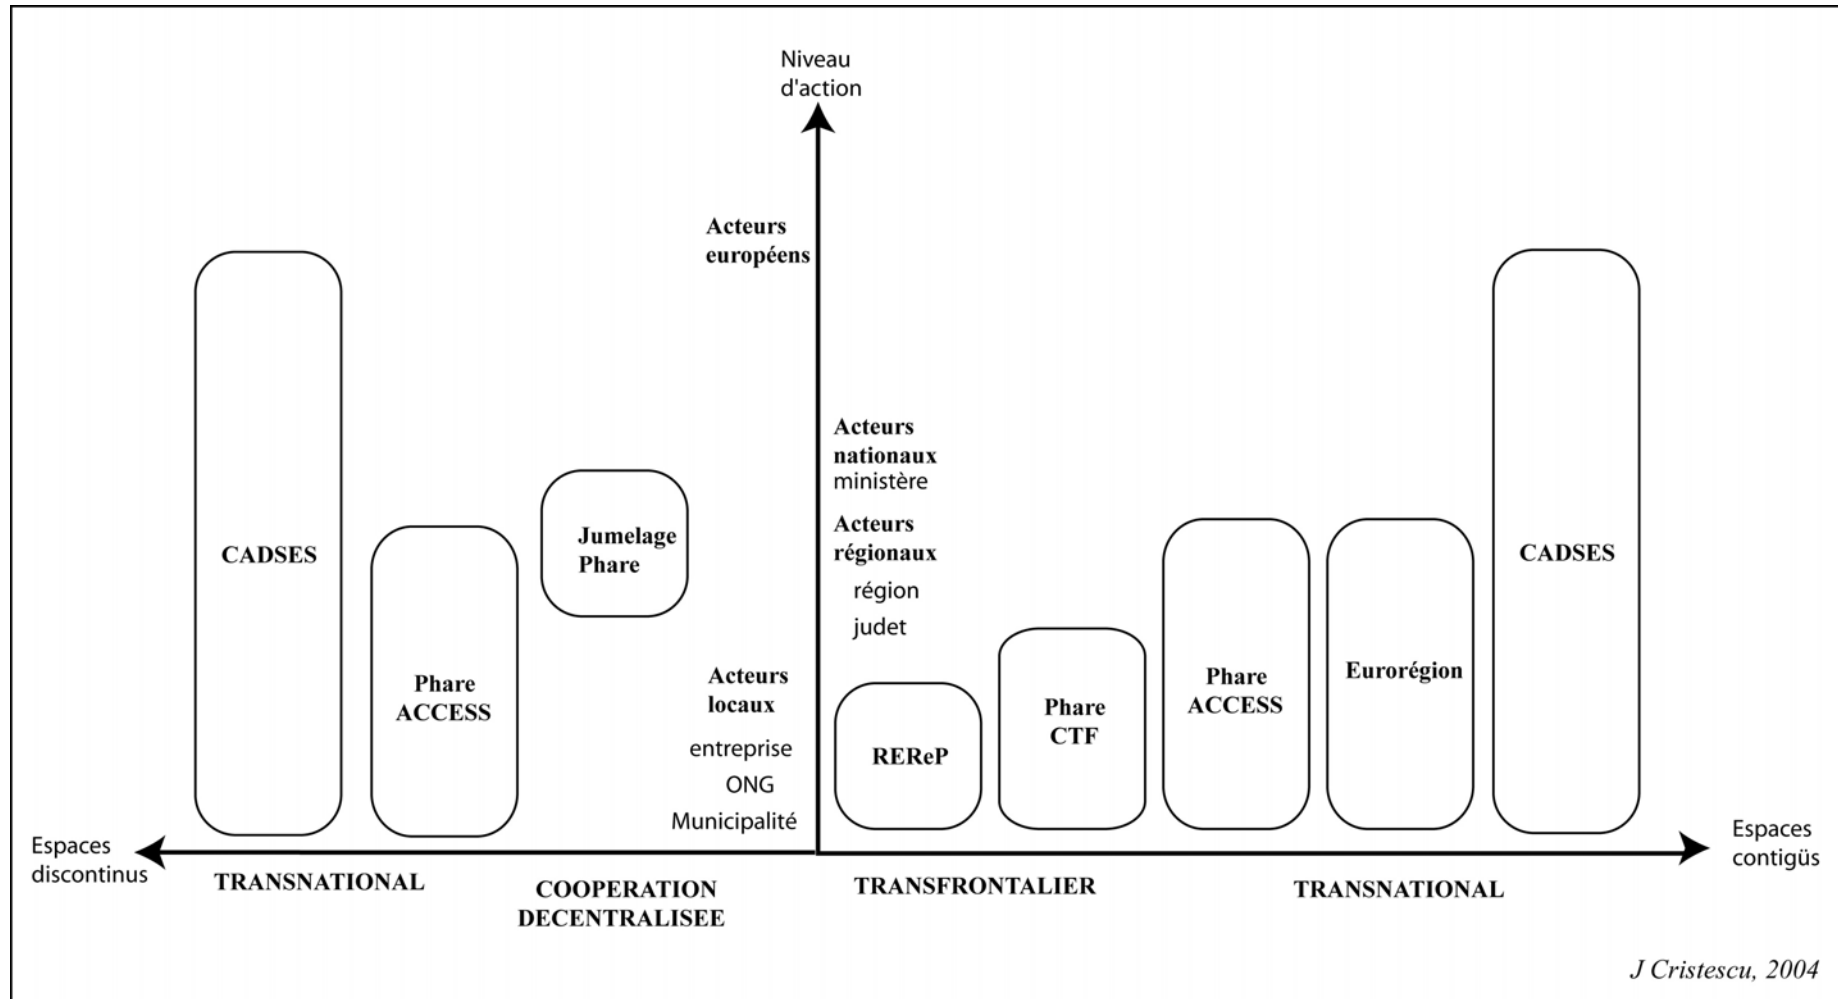 Niveau
d'action
Acteurs
européens
Acteurs
nationaux
ministère
Acteurs
régionaux
région
judet
Acteurs
locaux
entreprise
ONG
Municipalité
CADSES
Phare
ACCESS
Jumelage
Phare
REReP
Phare
CTF
Phare
ACCESS
Eurorégion
CADSES
Espaces
discontinus
TRANSNATIONAL
COOPERATION
DECENTRALISEE
TRANSFRONTALIER
TRANSNATIONAL
Espaces
contigüs
J Cristescu, 2004